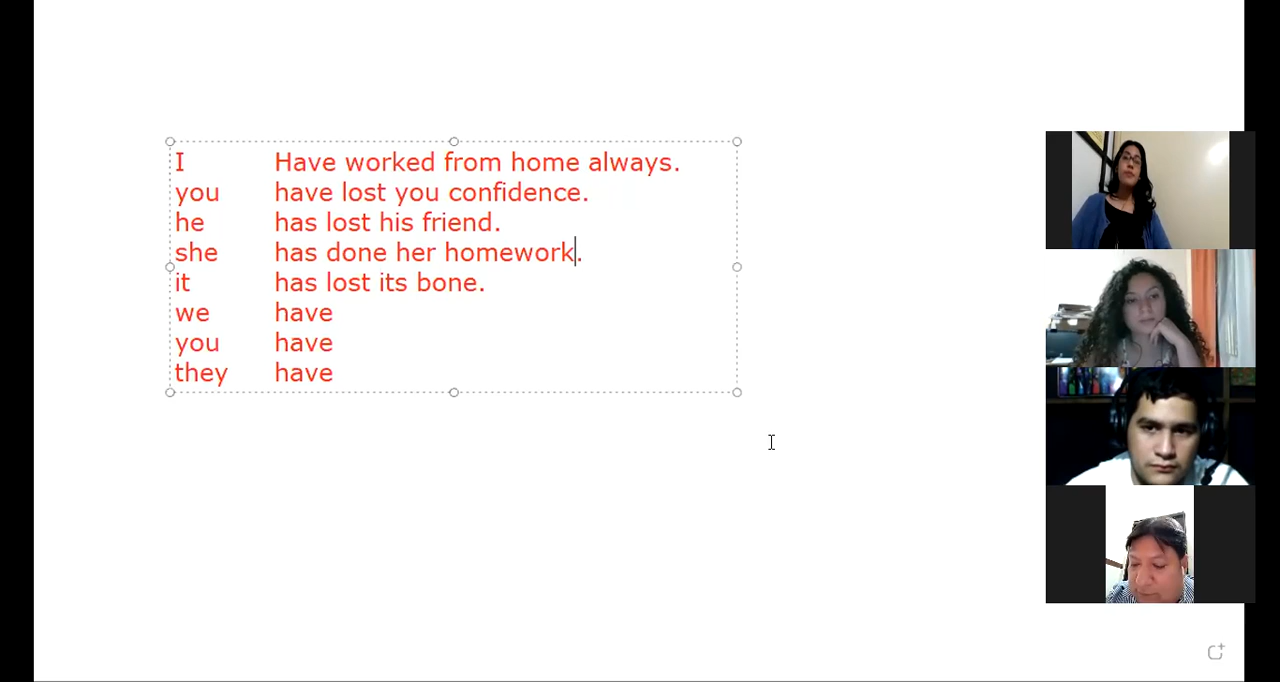 I Have worked from home always.
you have lost you confidence.
he has lost his friend.
she has done her homework.
it has lost its bone.
we have
you have
they have